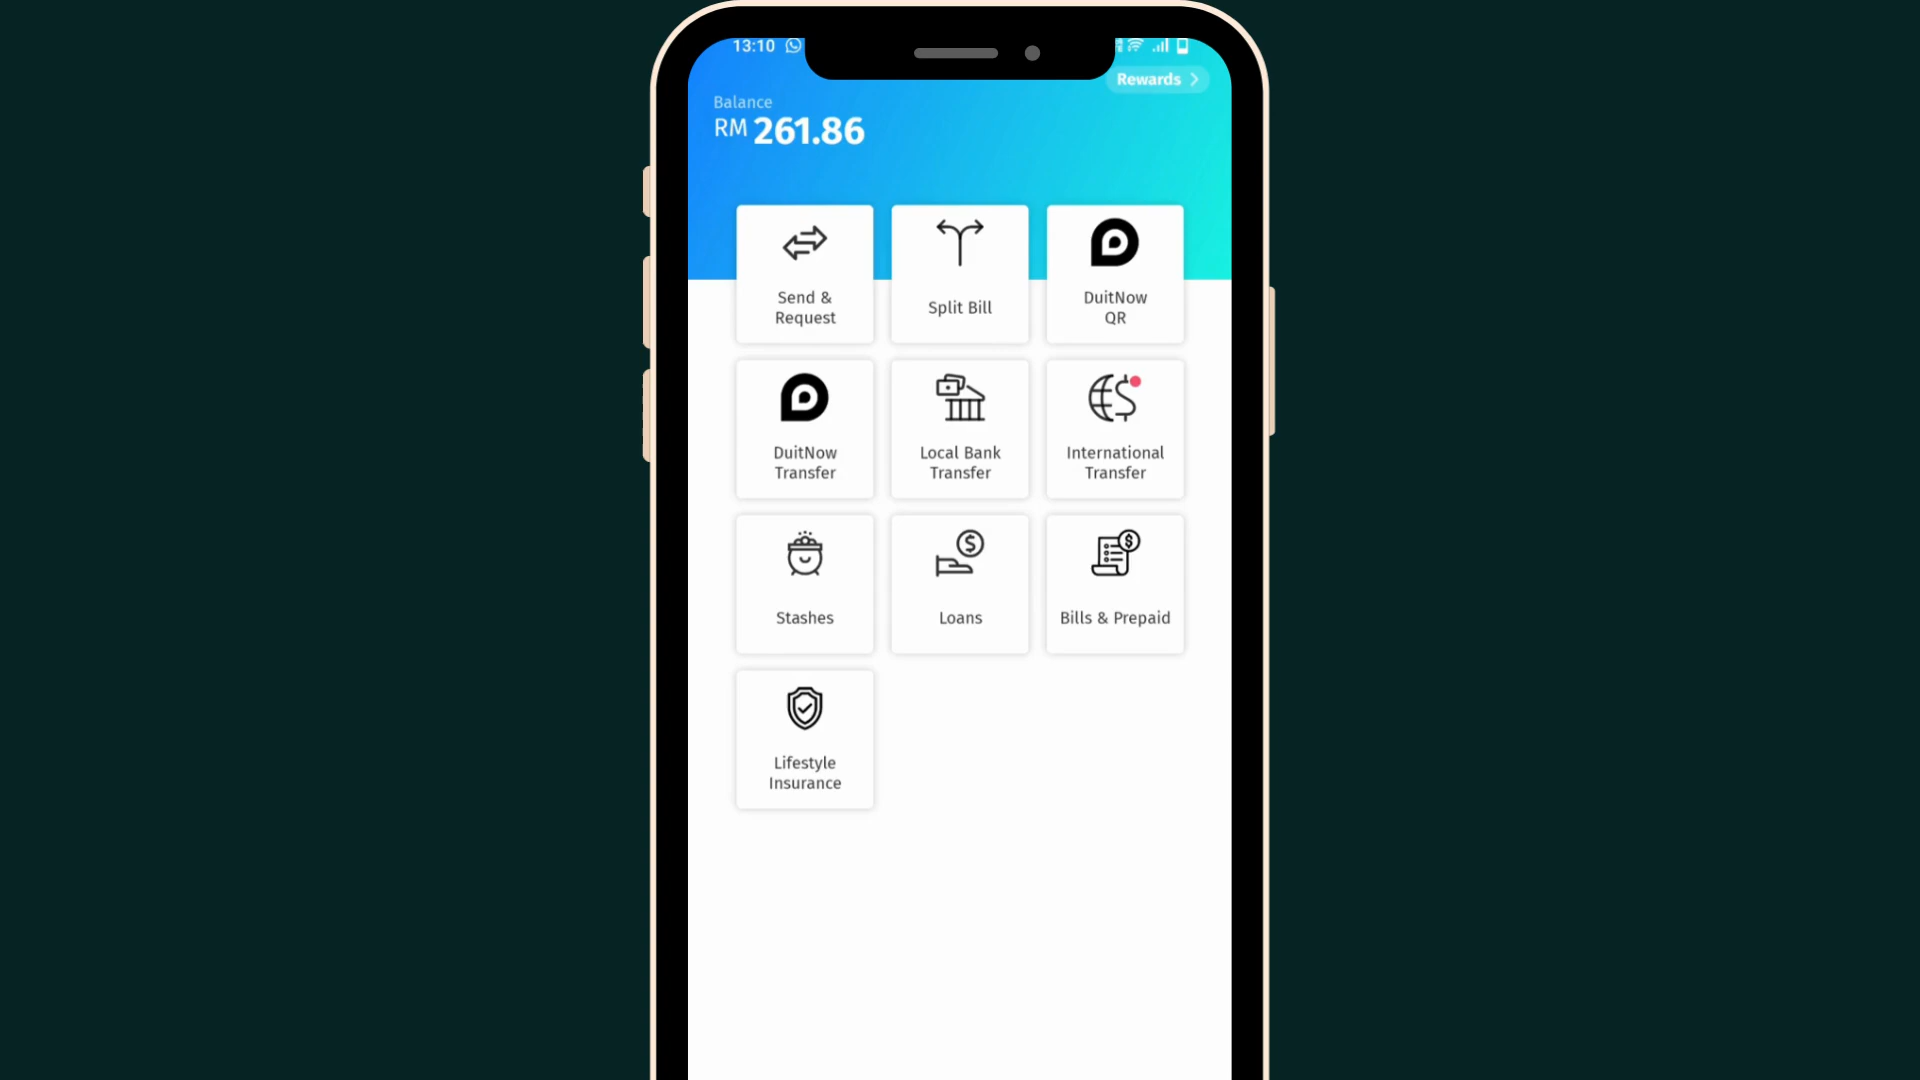 13:10
Rewards
Balance
RM 261.86
Send &
Request
Split Bill
DuitNow
QR
DuitNow
Transfer
Local Bank
Transfer
International
Transfer
Stashes
Loans
Bills & Prepaid
Lifestyle
Insurance